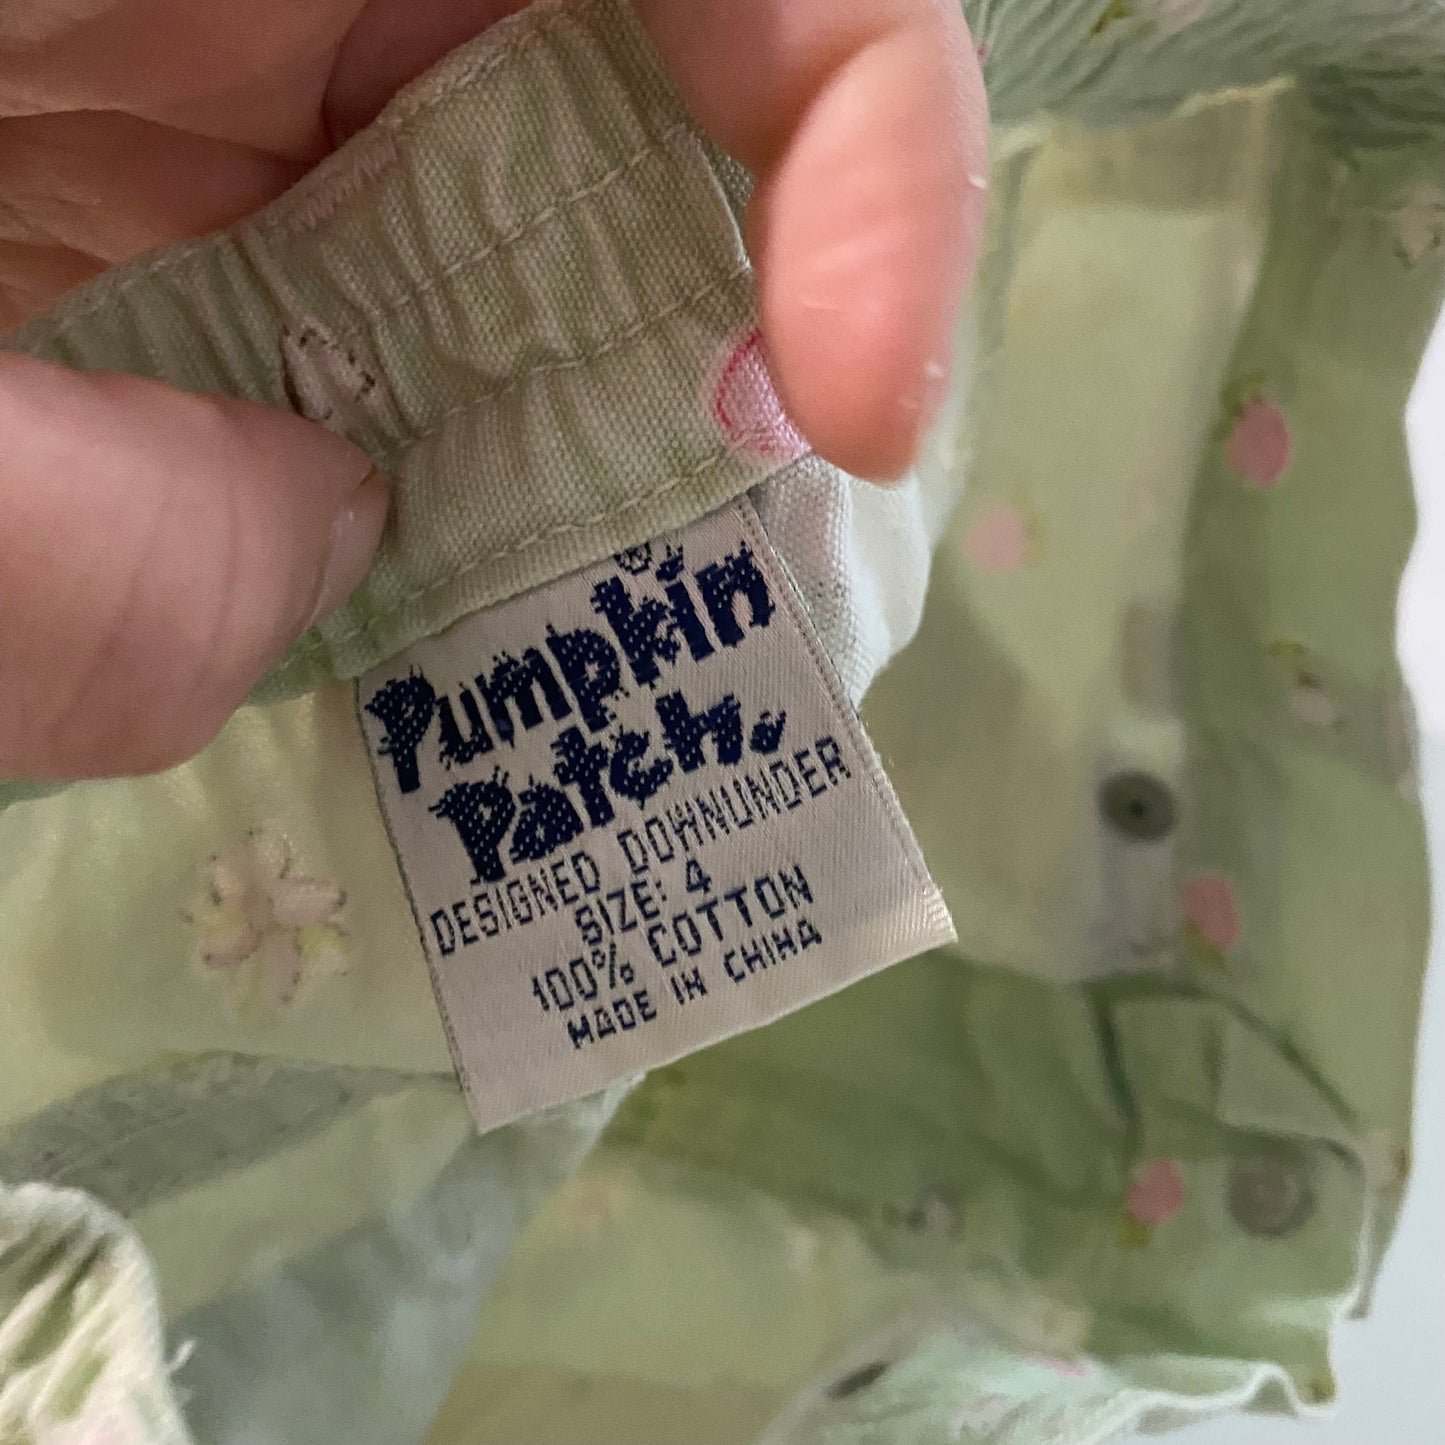 Pumpkin
Patch.
DESIGNED DOWNUNDER
SIZE: 4
100% COTTON
MADE IN CHINA